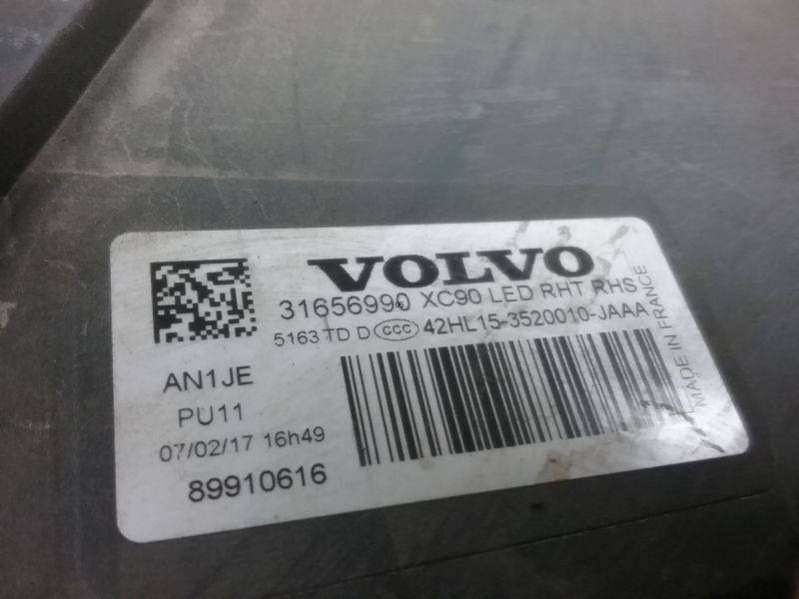 VOLVO
31656990 XC90 LED RHT RHS
5163 TD D CCC 42HL15-3520010-JAAA
MADE IN FRANCE
AN1JE
PU11
07/02/17 16h49
89910616